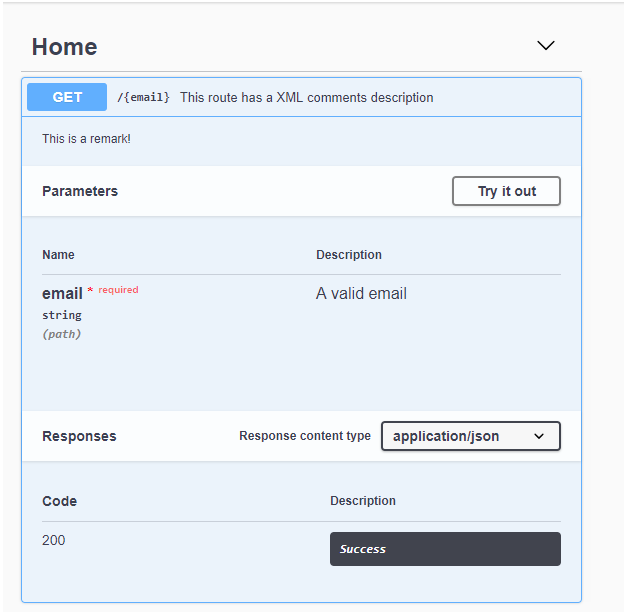 Home
GET /{email} This route has a XML comments description
This is a remark!
Parameters Try it out
Name Description
email * required A valid email
string
(path)
Responses Response content type application/json
Code Description
200 Success